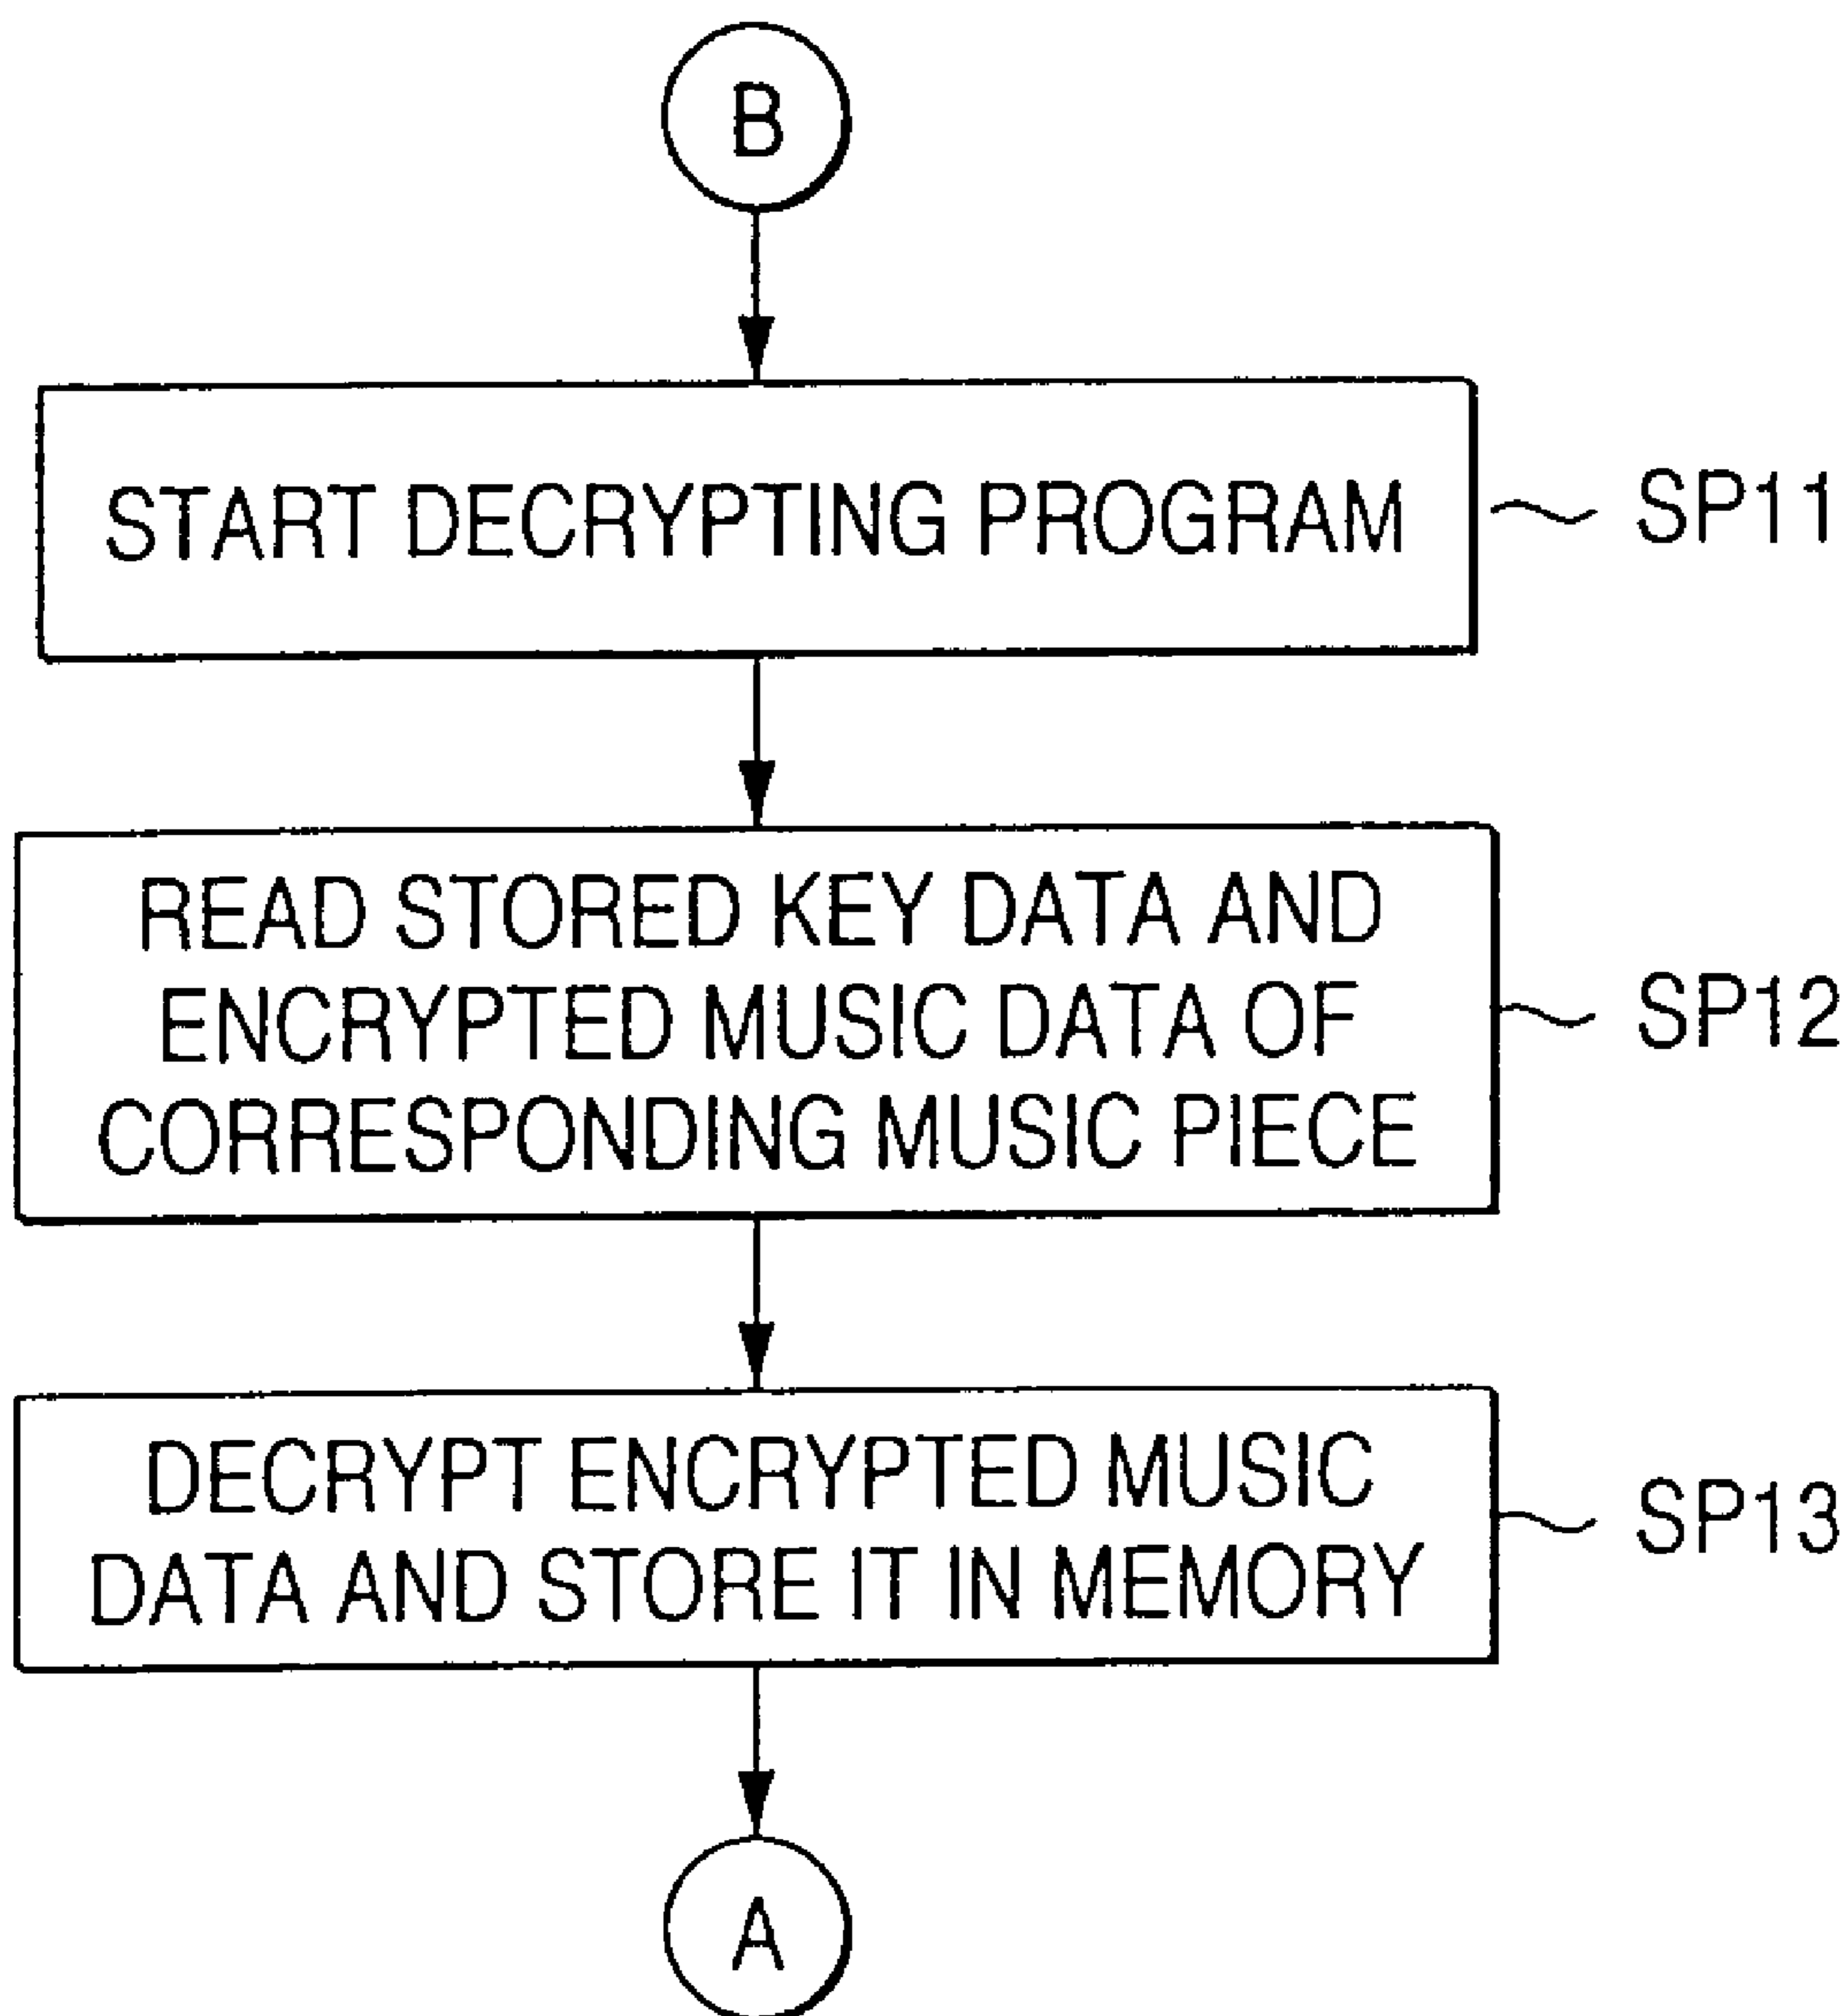 B
START DECRYPTING PROGRAM
SP11
READ STORED KEY DATA AND
ENCRYPTED MUSIC DATA OF
CORRESPONDING MUSIC PIECE
SP12
DECRYPT ENCRYPTED MUSIC
DATA AND STORE IT IN MEMORY
SP13
A